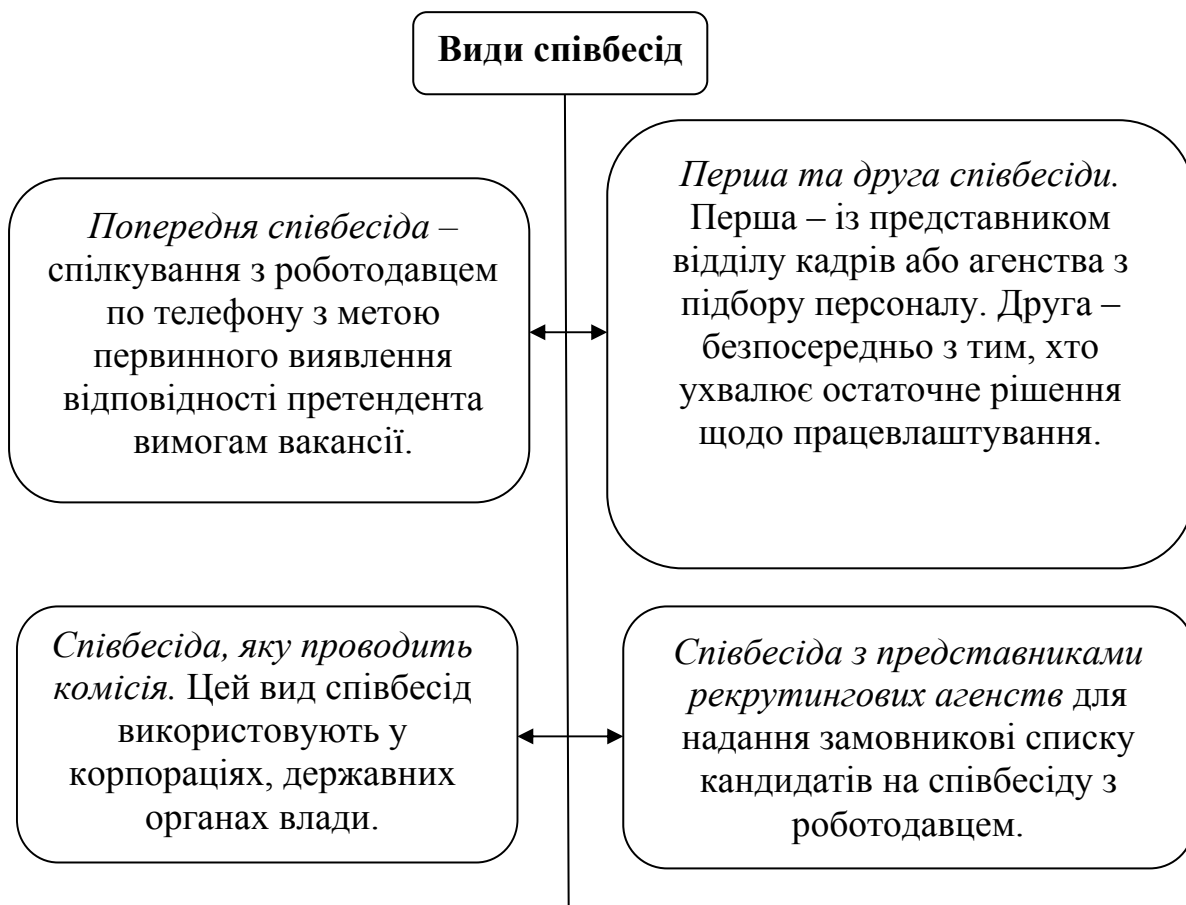 Види співбесід
Попередня співбесіда –
спілкування з роботодавцем
по телефону з метою
первинного виявлення
відповідності претендента
вимогам вакансії.
Перша та друга співбесіди.
Перша – із представником
відділу кадрів або агенства з
підбору персоналу. Друга –
безпосередньо з тим, хто
ухвалює остаточне рішення
щодо працевлаштування.
Співбесіда, яку проводить
комісія. Цей вид співбесід
використовують у
корпораціях, державних
органах влади.
Співбесіда з представниками
рекрутингових агенств для
надання замовникові списку
кандидатів на співбесіду з
роботодавцем.